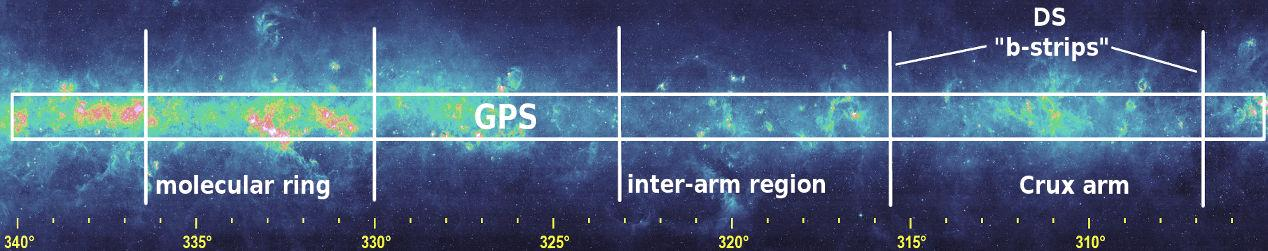 DS
"b-strips"
GPS
molecular ring
inter-arm region
Crux arm
340° 335° 330° 325° 320° 315° 310°